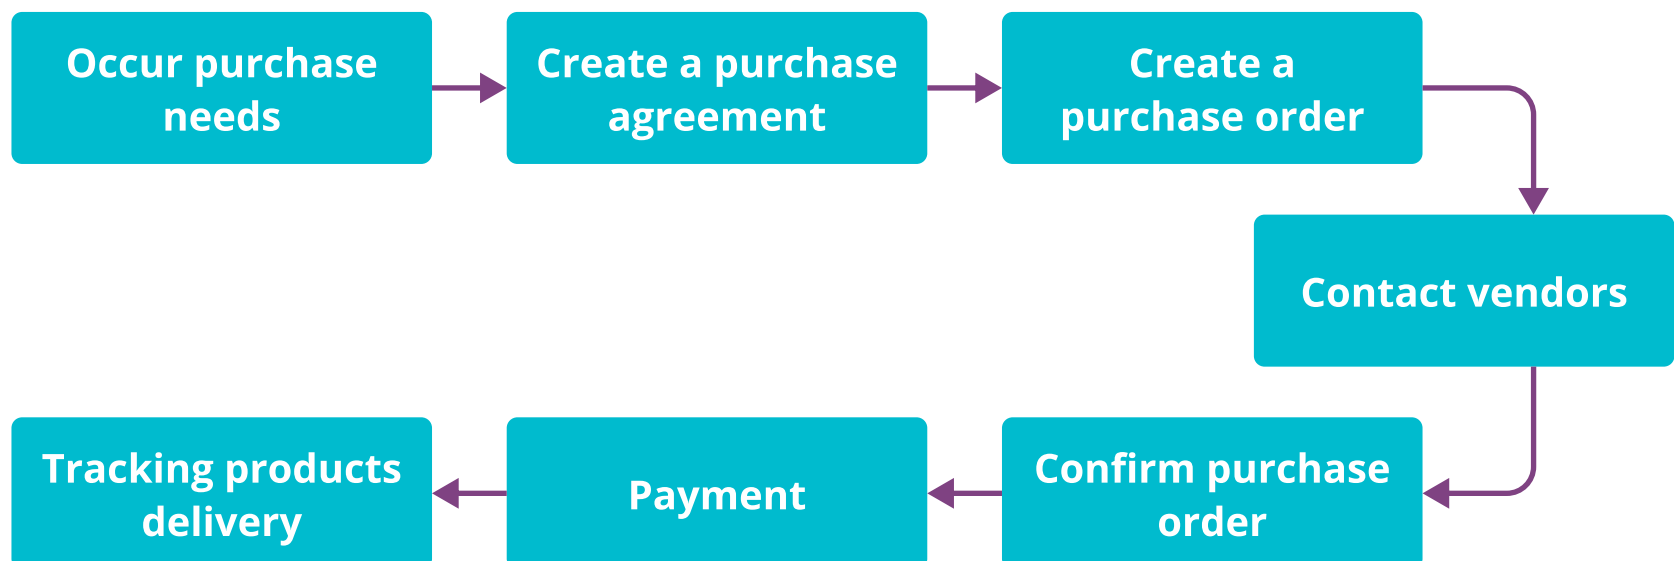 Occur purchase
needs
Create a purchase
agreement
Create a
purchase order
Contact vendors
Confirm purchase
order
Payment
Tracking products
delivery